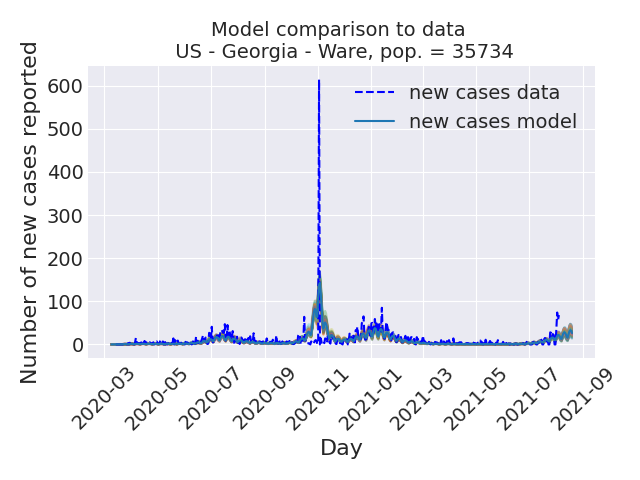 Model comparison to data
US - Georgia - Ware, pop. = 35734
Number of new cases reported
600
500
400
300
200
100
0
new cases data
new cases model
2020-03
2020-05
2020-07
2020-09
2020-11
2021-01
2021-03
2021-05
2021-07
2021-09
Day